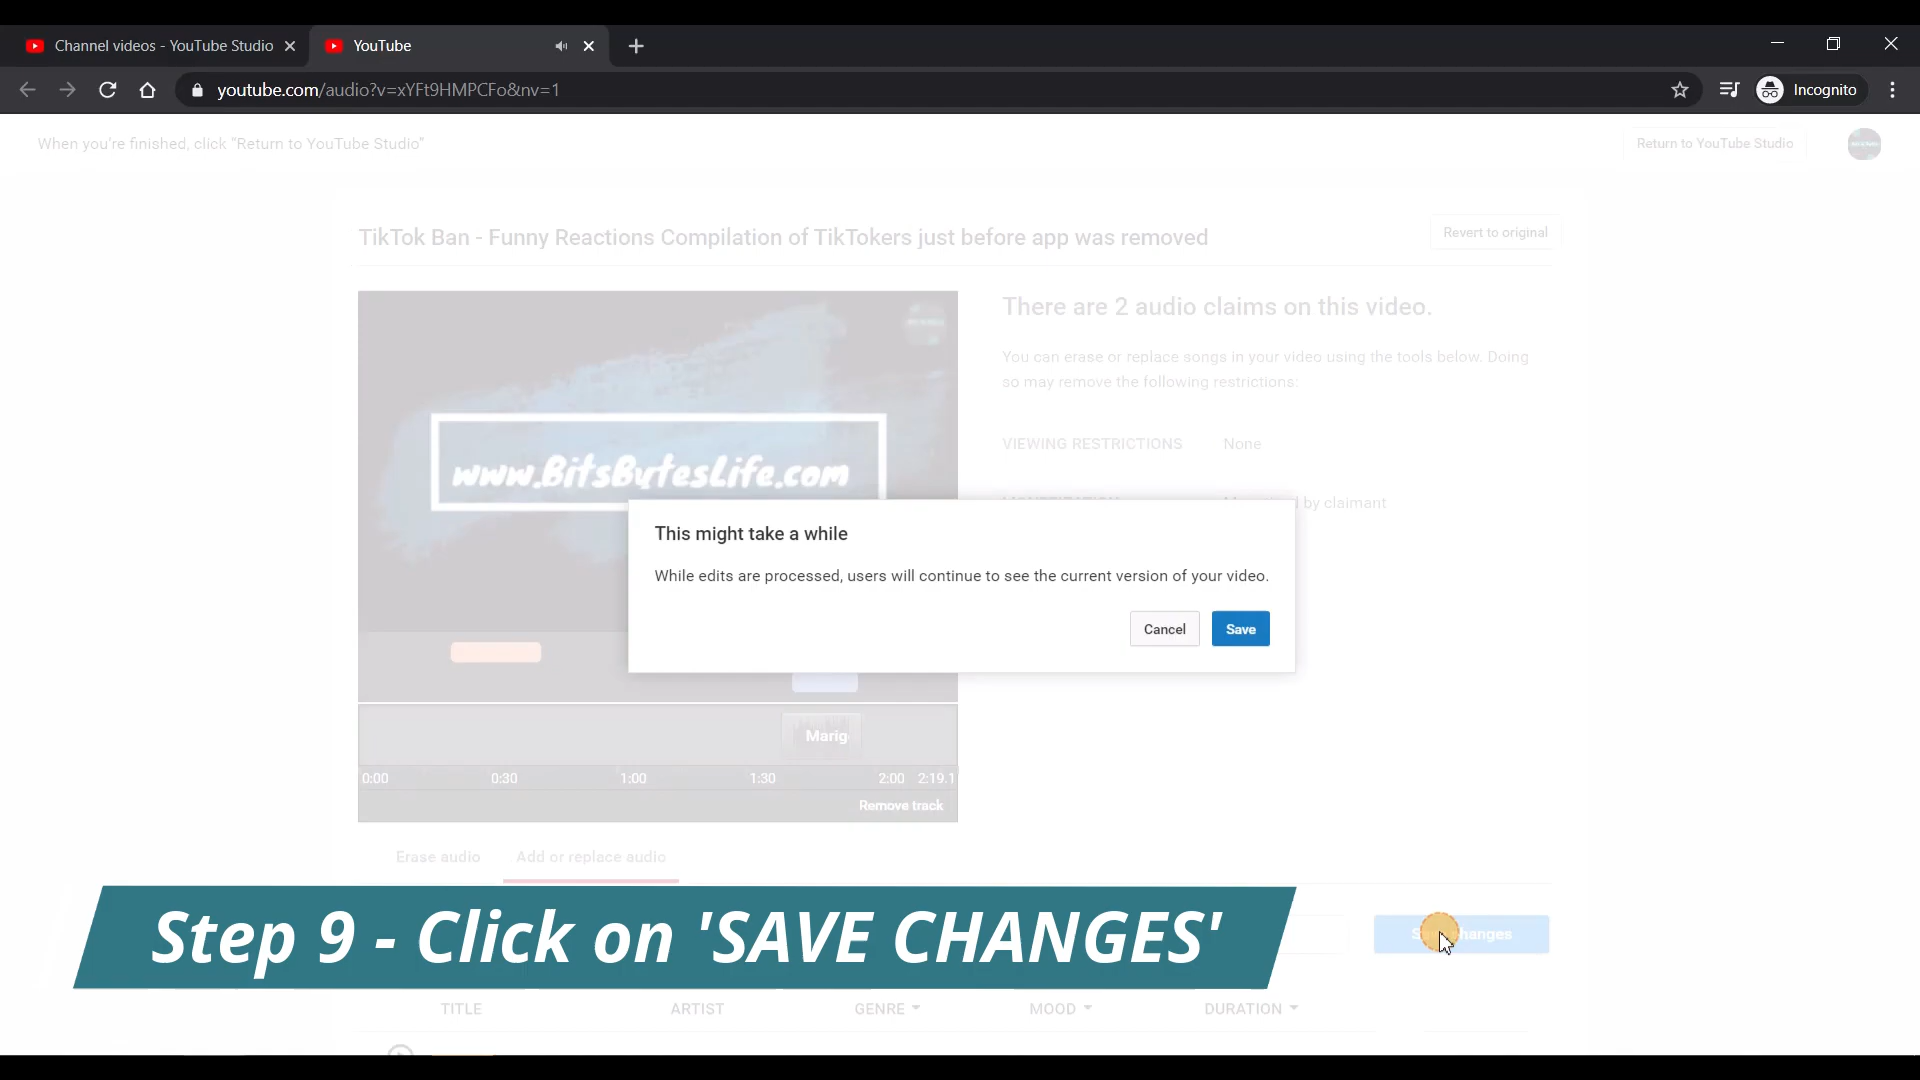 Channel videos - YouTube Studio
YouTube
youtube.com/audio?v=xYFt9HMPCFo&nv=1
Incognito
When you're finished, click "Return to YouTube Studio"
Return to YouTube Studio
TikTok Ban - Funny Reactions Compilation of TikTokers just before app was removed
Revert to original
There are 2 audio claims on this video.
You can erase or replace songs in your video using the tools below. Doing
so may remove the following restrictions:
VIEWING RESTRICTIONS None
www.BitsBytesLife.com
by claimant
This might take a while
While edits are processed, users will continue to see the current version of your video.
Cancel
Save
Marig
0:00 0:30 1:00 1:30 2:00 2:19.1
Remove track
Erase audio Add or replace audio
Step 9 - Click on 'SAVE CHANGES'
TITLE ARTIST GENRE MOOD DURATION